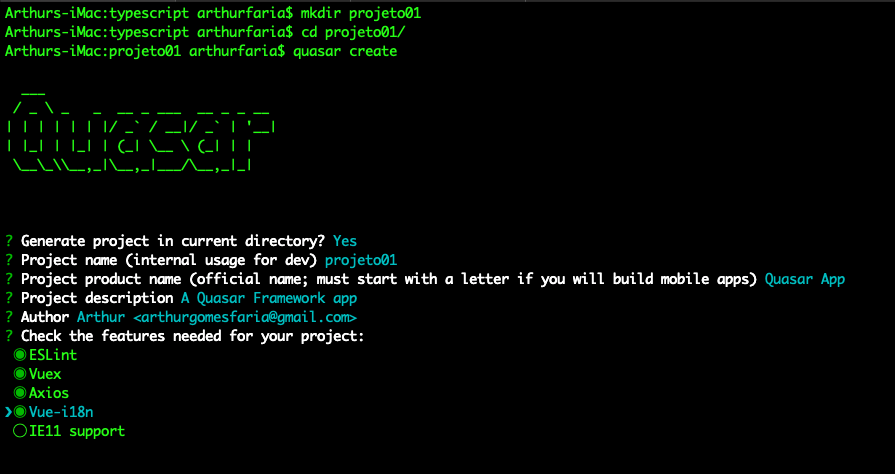 Arthurs-iMac:typescript arthurfaria$ mkdir projeto01
Arthurs-iMac:typescript arthurfaria$ cd projeto01/
Arthurs-iMac:projeto01 arthurfaria$ quasar create
Quasar
? Generate project in current directory? Yes
? Project name (internal usage for dev) projeto01
? Project product name (official name; must start with a letter if you will build mobile apps) Quasar App
? Project description A Quasar Framework app
? Author Arthur <arthurgomesfaria@gmail.com>
? Check the features needed for your project:
◉ ESLint
◉ Vuex
◉ Axios
❯◉ Vue-i18n
◯ IE11 support